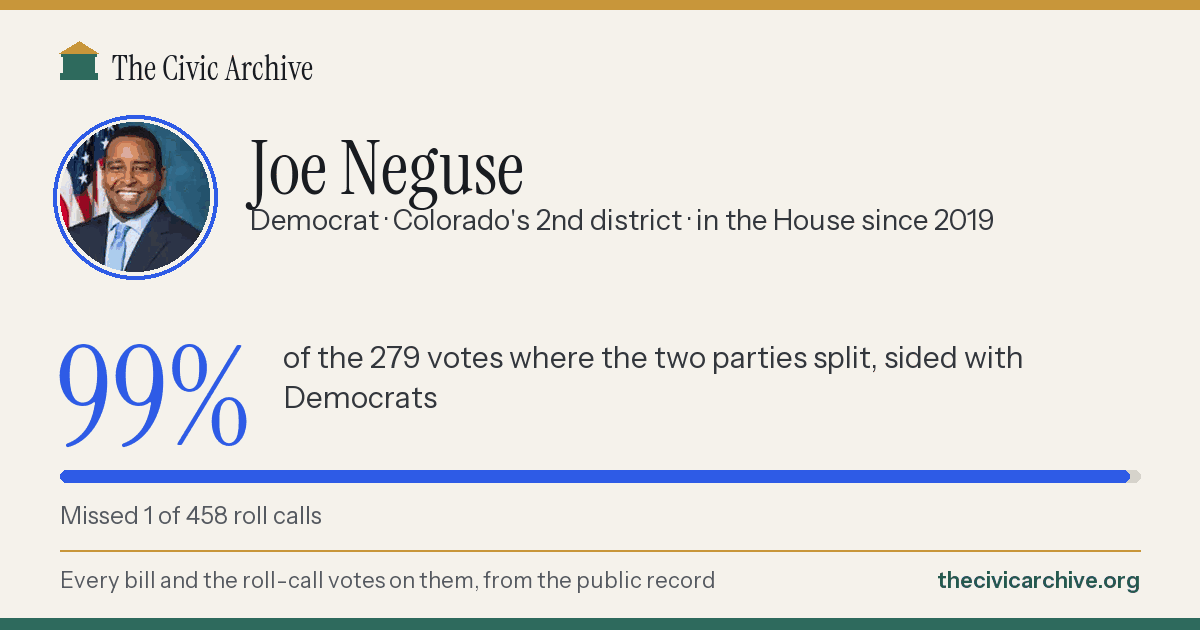 The Civic Archive
Joe Neguse
Democrat · Colorado's 2nd district · in the House since 2019
99%
of the 279 votes where the two parties split, sided with
Democrats
Missed 1 of 458 roll calls
Every bill and the roll-call votes on them, from the public record
thecivicarchive.org